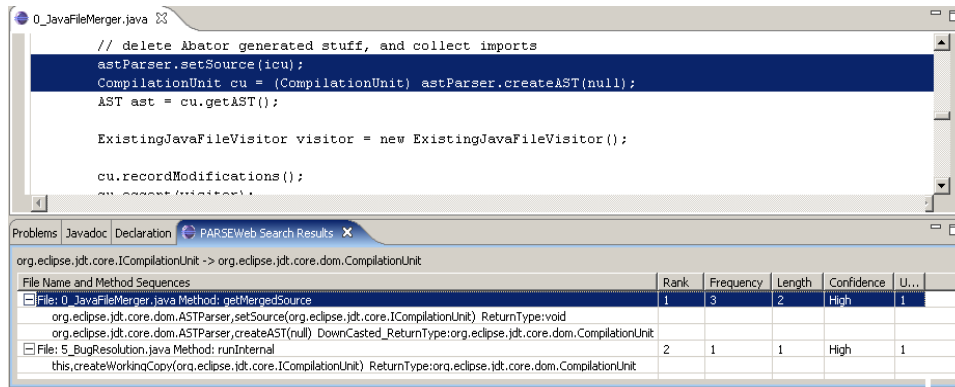 0_JavaFileMerger.java
// delete Abator generated stuff, and collect imports
astParser.setSource(icu);
CompilationUnit cu = (CompilationUnit) astParser.createAST(null);
AST ast = cu.getAST();
ExistingJavaFileVisitor visitor = new ExistingJavaFileVisitor();
cu.recordModifications();
cu.accept(visitor);
Problems Javadoc Declaration PARSEWeb Search Results
org.eclipse.jdt.core.ICompilationUnit -> org.eclipse.jdt.core.dom.CompilationUnit
File Name and Method Sequences Rank Frequency Length Confidence U...
File: 0_JavaFileMerger.java Method: getMergedSource 1 3 2 High 1
org.eclipse.jdt.core.dom.ASTParser,setSource(org.eclipse.jdt.core.ICompilationUnit) ReturnType:void
org.eclipse.jdt.core.dom.ASTParser,createAST(null) DownCasted_ReturnType:org.eclipse.jdt.core.dom.CompilationUnit
File: 5_BugResolution.java Method: runInternal 2 1 1 High 1
this,createWorkingCopy(org.eclipse.jdt.core.ICompilationUnit) ReturnType:org.eclipse.jdt.core.dom.CompilationUnit